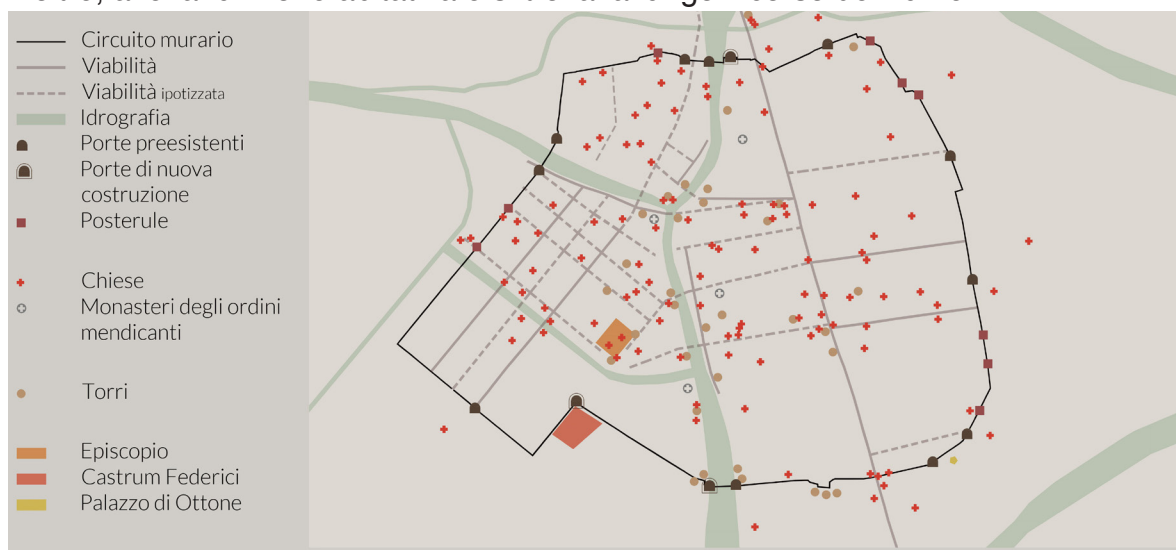 Circuito murario
Viabilità
Viabilità ipotizzata
Idrografia
Porte preesistenti
Porte di nuova
costruzione
Posterule
Chiese
Monasteri degli ordini
mendicanti
Torri
Episcopio
Castrum Federici
Palazzo di Ottone